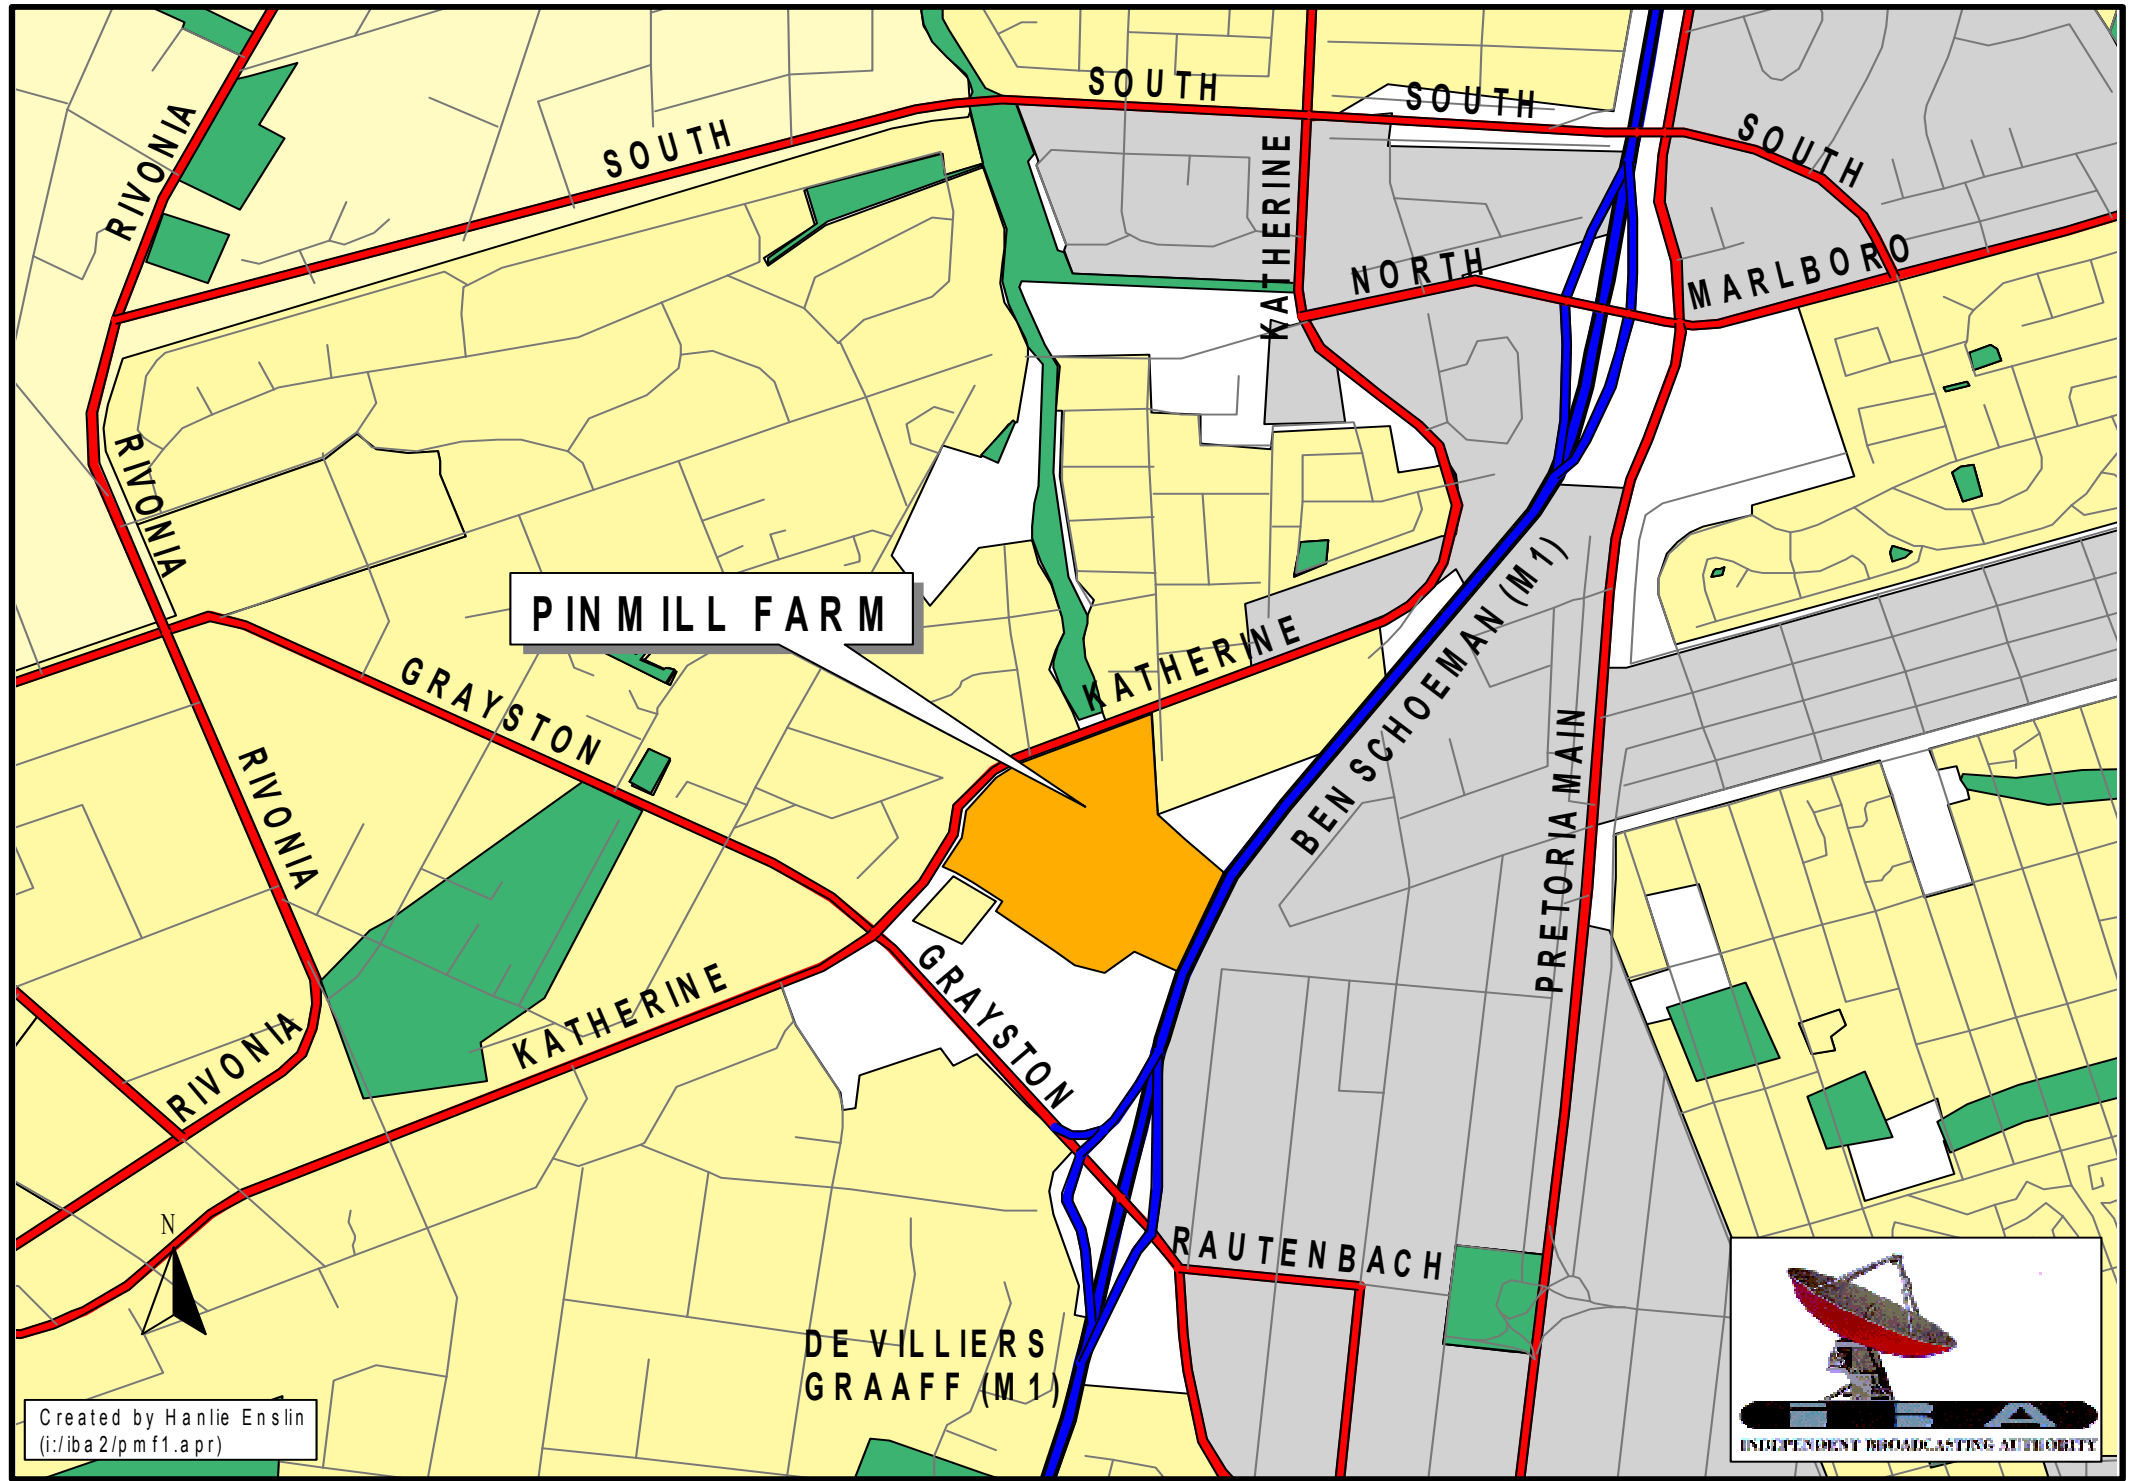 SOUTH
SOUTH
SOUTH
SOUTH
RIVONIA
KATHERINE
NORTH
MARLBORO
RIVONIA
PINMILL FARM
BEN SCHOEMAN (M1)
KATHERINE
GRAYSTON
PRETORIA MAIN
RIVONIA
GRAYSTON
KATHERINE
RIVONIA
N
RAUTENBACH
DE VILLIERS
GRAAFF (M1)
Created by Hanlie Enslin
(i:/iba2/pmf1.apr)
IBA
INDEPENDENT BROADCASTING AUTHORITY